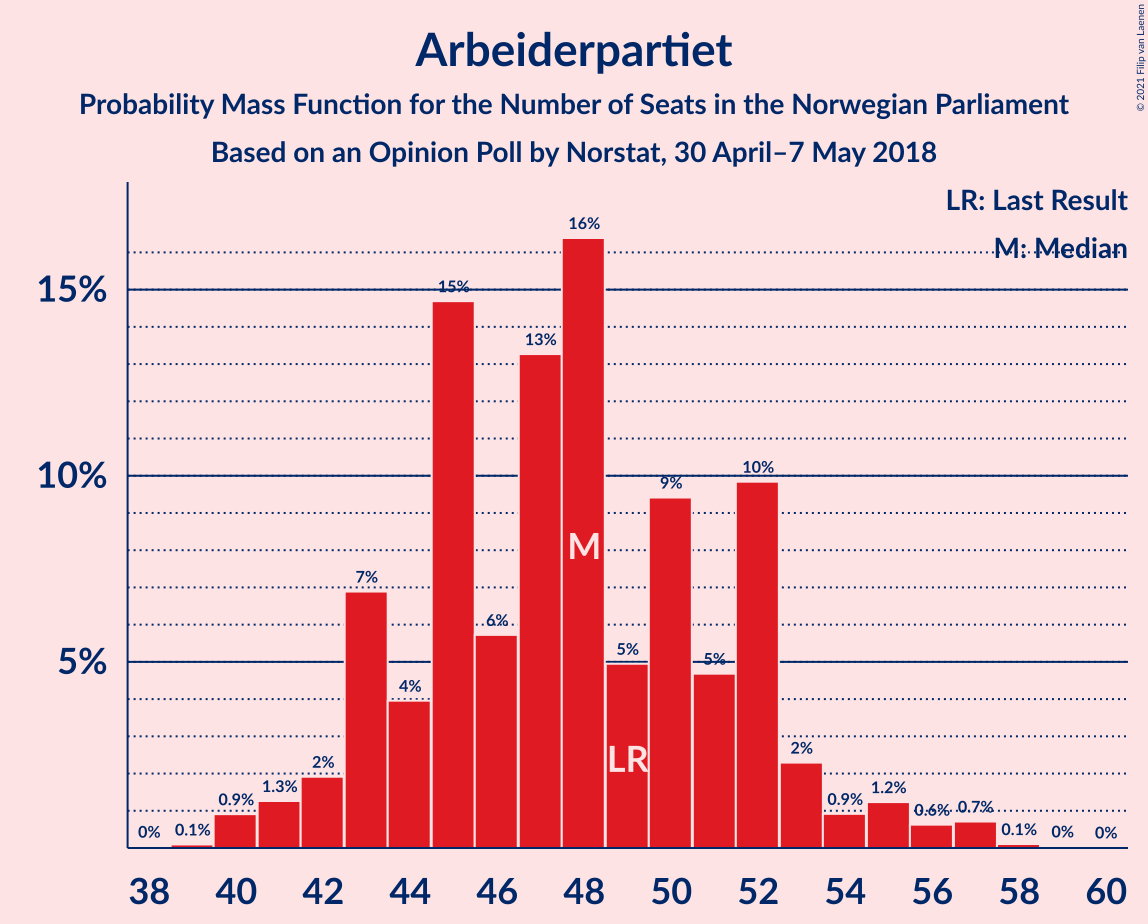 Arbeiderpartiet
Probability Mass Function for the Number of Seats in the Norwegian Parliament
Based on an Opinion Poll by Norstat, 30 April–7 May 2018
© 2021 Filip van Laenen
LR: Last Result
M: Median
15%
10%
5%
0%
0.1%
0.9%
1.3%
2%
7%
4%
15%
6%
13%
16%
5%
9%
5%
10%
2%
0.9%
1.2%
0.6%
0.7%
0.1%
0%
0%
M
LR
38 40 42 44 46 48 50 52 54 56 58 60